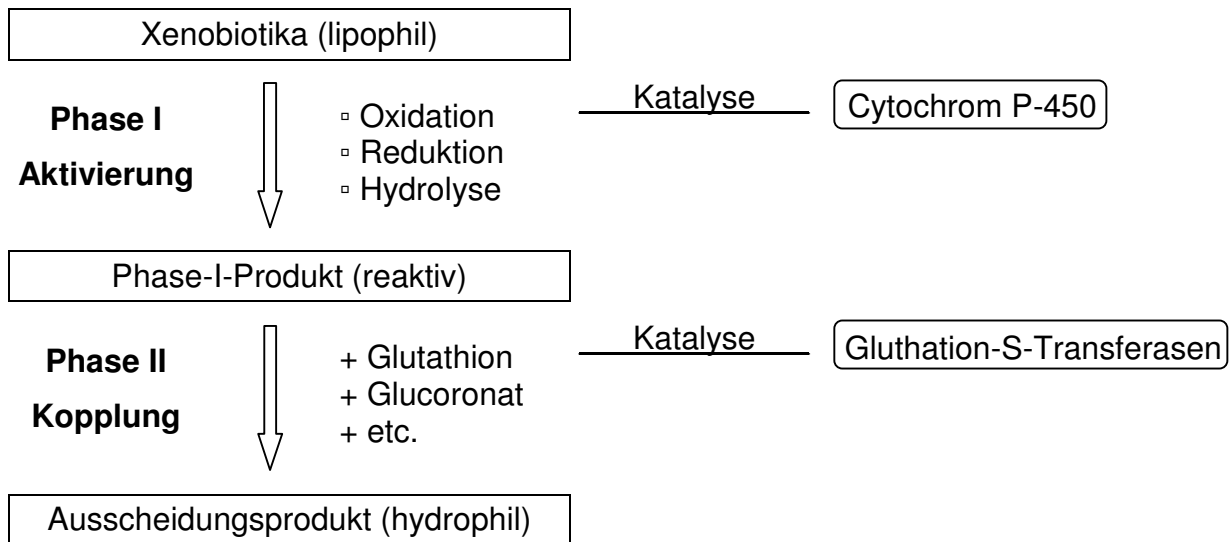 Xenobiotika (lipophil)
Phase I
Aktivierung
▫ Oxidation
▫ Reduktion
▫ Hydrolyse
Katalyse
Cytochrom P-450
Phase-I-Produkt (reaktiv)
Phase II
Kopplung
+ Glutathion
+ Glucoronat
+ etc.
Katalyse
Gluthation-S-Transferasen
Ausscheidungsprodukt (hydrophil)